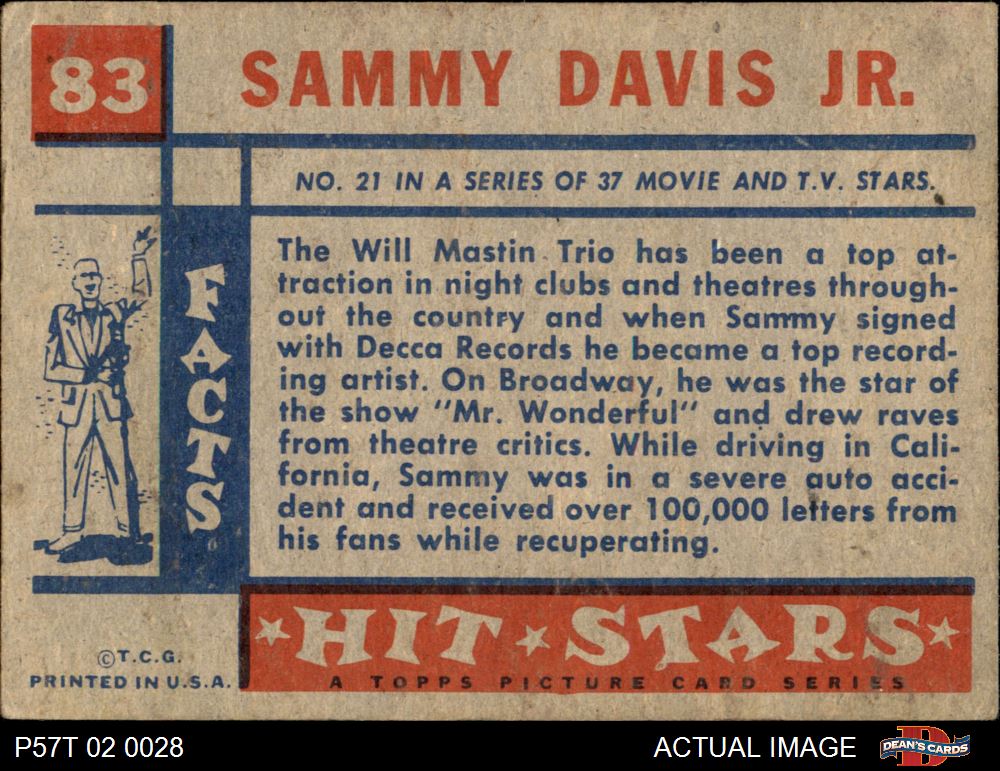 83
SAMMY DAVIS JR.
NO. 21 IN A SERIES OF 37 MOVIE AND T.V. STARS.
FACTS
The Will Mastin Trio has been a top at-
traction in night clubs and theatres through-
out the country and when Sammy signed
with Decca Records he became a top record-
ing artist. On Broadway, he was the star of
the show "Mr. Wonderful" and drew raves
from theatre critics. While driving in Cali-
fornia, Sammy was in a severe auto acci-
dent and received over 100,000 letters from
his fans while recuperating.
HIT STARS
A TOPPS PICTURE CARD SERIES
©T.C.G.
PRINTED IN U.S.A.
P57T 02 0028
ACTUAL IMAGE
DEAN'S CARDS